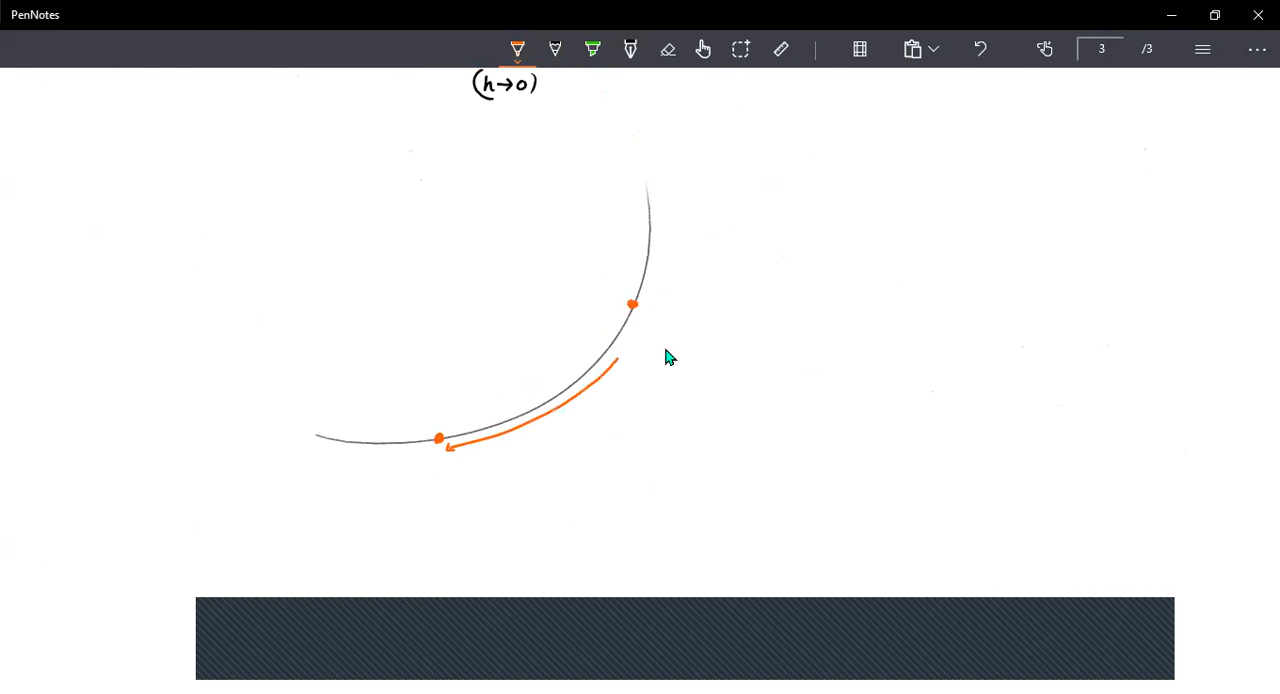 PenNotes
3 /3
(h→0)